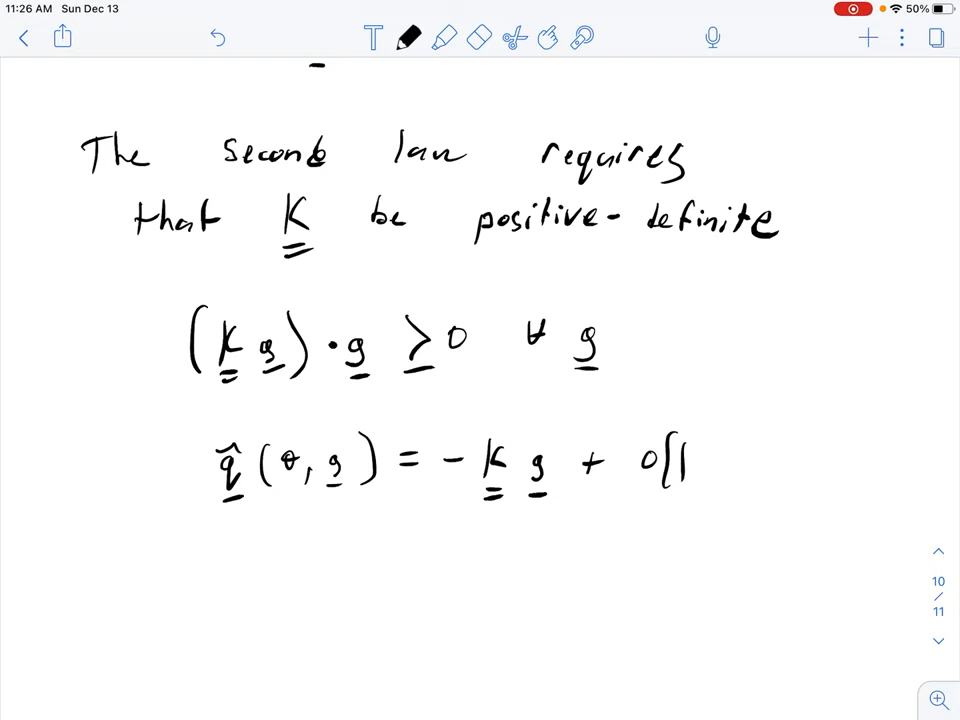 11:26 AM Sun Dec 13 50%
The second law requires
that K be positive-definite
(K g) · g ≥ 0 ∀ g
q̂ (θ, g) = - K g + o(|
10
/
11